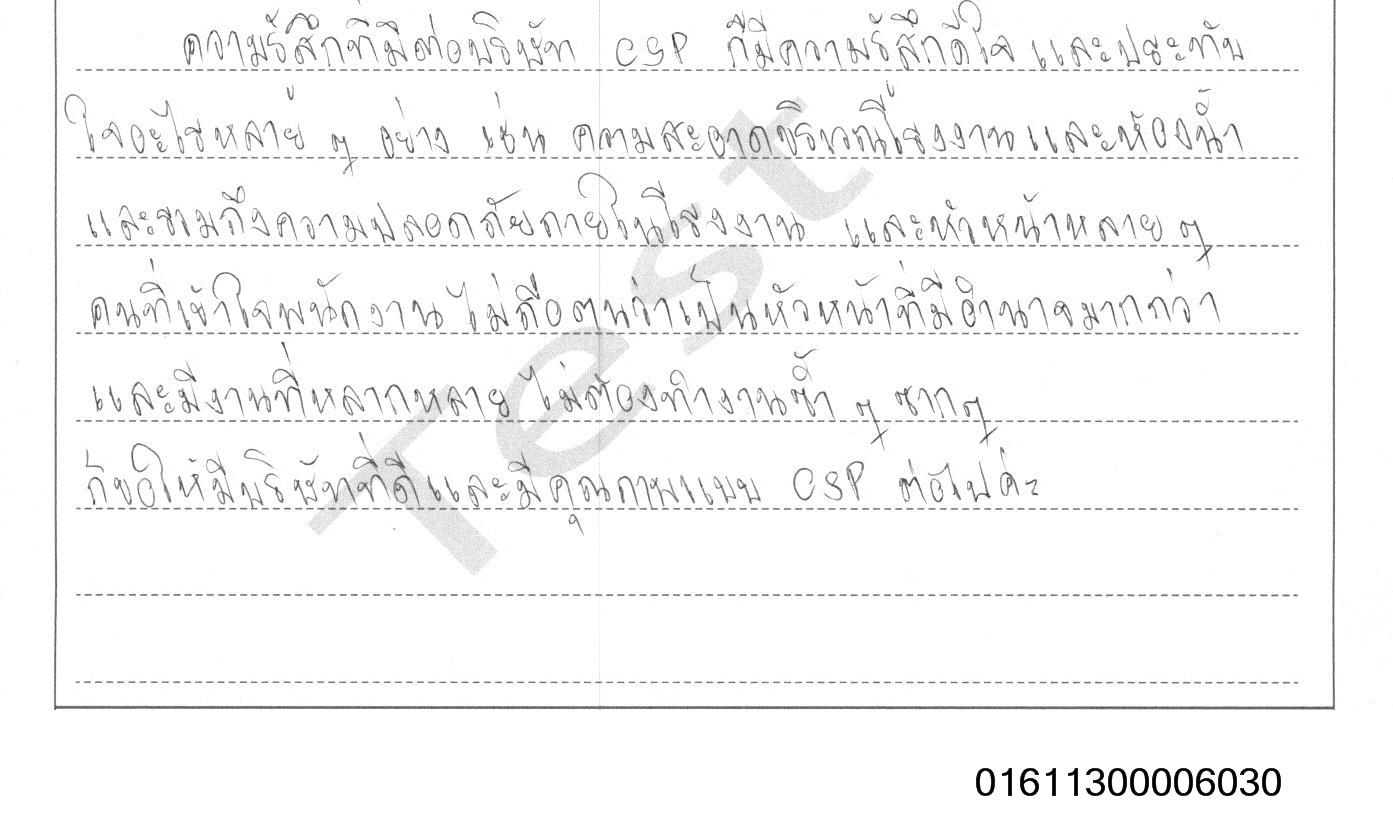 ความรู้สึกที่มีต่อบริษัท CSP ก็มีความรู้สึกดีใจ และประทับ
ใจอะไรหลายๆ อย่าง เช่น ความสะอาดบริเวณโรงงานและห้องน้ำ
และรวมถึงความปลอดภัยภายในโรงงาน และหัวหน้าหลายๆ
คนที่เข้าใจพนักงาน ไม่ถือตนว่าเป็นหัวหน้าที่มีอำนาจมากกว่า
และมีงานที่หลากหลาย ไม่ต้องทำงานซ้ำๆ ซากๆ
ก็ขอให้มีบริษัทที่ดีและมีคุณภาพแบบ CSP ต่อไปค่ะ
Test
01611300006030